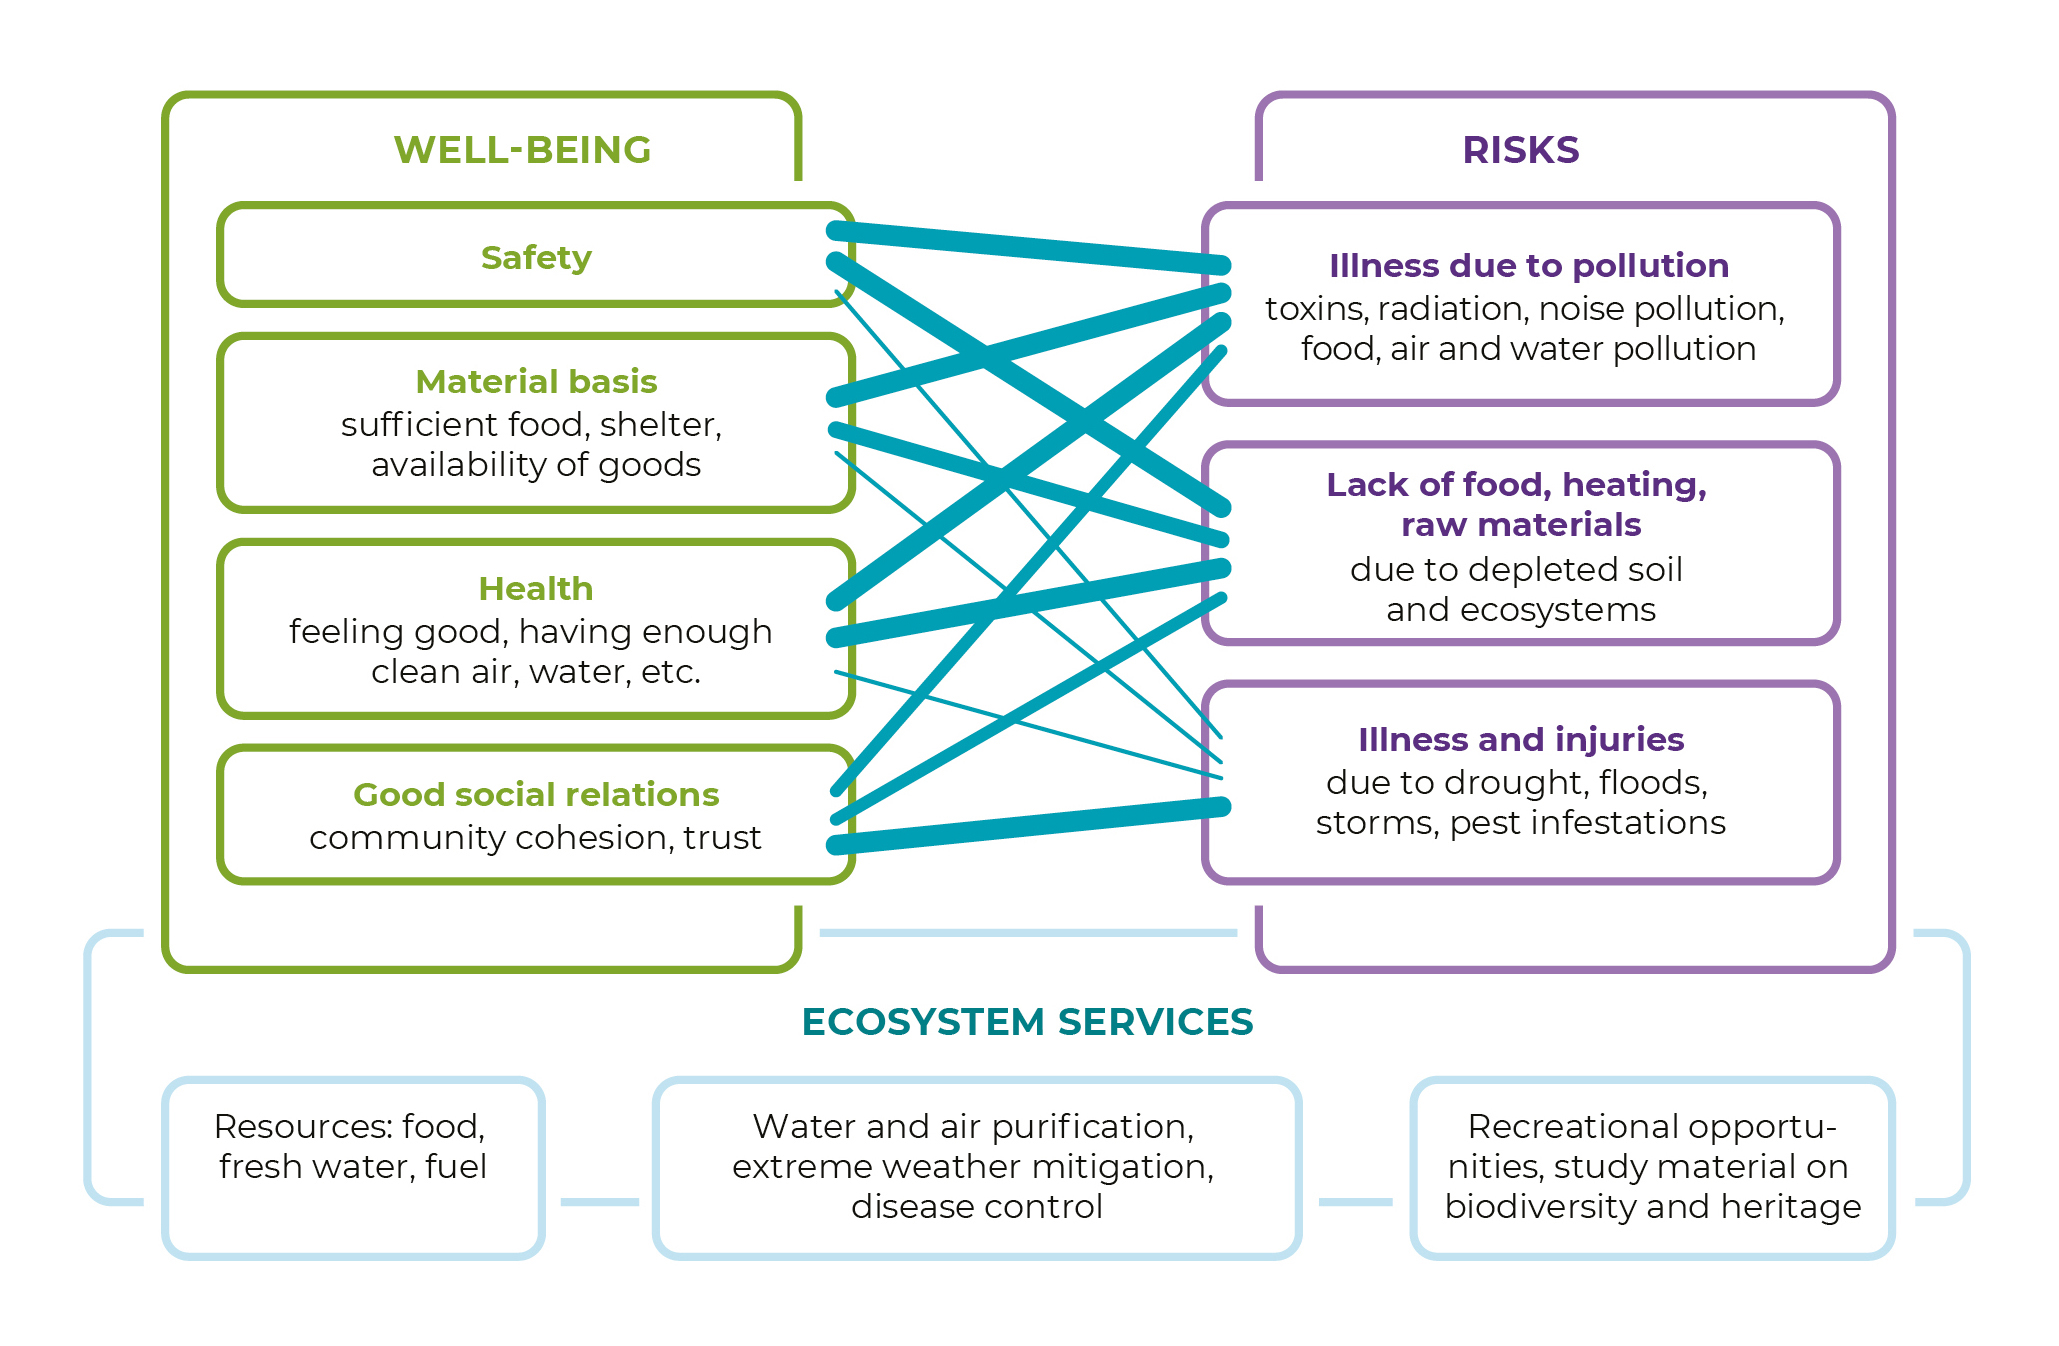 WELL-BEING
Safety
Material basis
sufficient food, shelter,
availability of goods
Health
feeling good, having enough
clean air, water, etc.
Good social relations
community cohesion, trust
RISKS
Illness due to pollution
toxins, radiation, noise pollution,
food, air and water pollution
Lack of food, heating,
raw materials
due to depleted soil
and ecosystems
Illness and injuries
due to drought, floods,
storms, pest infestations
ECOSYSTEM SERVICES
Resources: food,
fresh water, fuel
Water and air purification,
extreme weather mitigation,
disease control
Recreational opportu-
nities, study material on
biodiversity and heritage